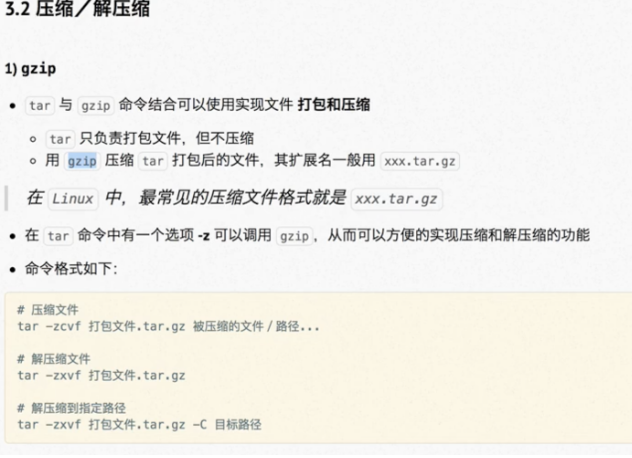 3.2 压缩／解压缩
1) gzip
• tar 与 gzip 命令结合可以使用实现文件 打包和压缩
◦ tar 只负责打包文件，但不压缩
◦ 用 gzip 压缩 tar 打包后的文件，其扩展名一般用 xxx.tar.gz
在 Linux 中，最常见的压缩文件格式就是 xxx.tar.gz
• 在 tar 命令中有一个选项 -z 可以调用 gzip，从而可以方便的实现压缩和解压缩的功能
• 命令格式如下：
# 压缩文件
tar -zcvf 打包文件.tar.gz 被压缩的文件／路径...
# 解压缩文件
tar -zxvf 打包文件.tar.gz
# 解压缩到指定路径
tar -zxvf 打包文件.tar.gz -C 目标路径